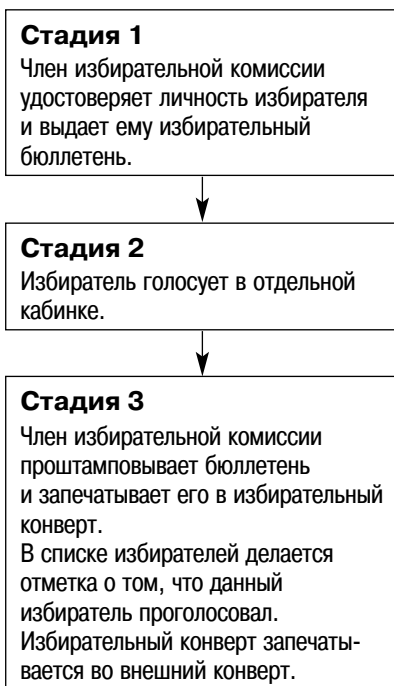 Стадия 1
Член избирательной комиссии
удостоверяет личность избирателя
и выдает ему избирательный
бюллетень.
Стадия 2
Избиратель голосует в отдельной
кабинке.
Стадия 3
Член избирательной комиссии
проштамповывает бюллетень
и запечатывает его в избирательный
конверт.
В списке избирателей делается
отметка о том, что данный
избиратель проголосовал.
Избирательный конверт запечаты-
вается во внешний конверт.